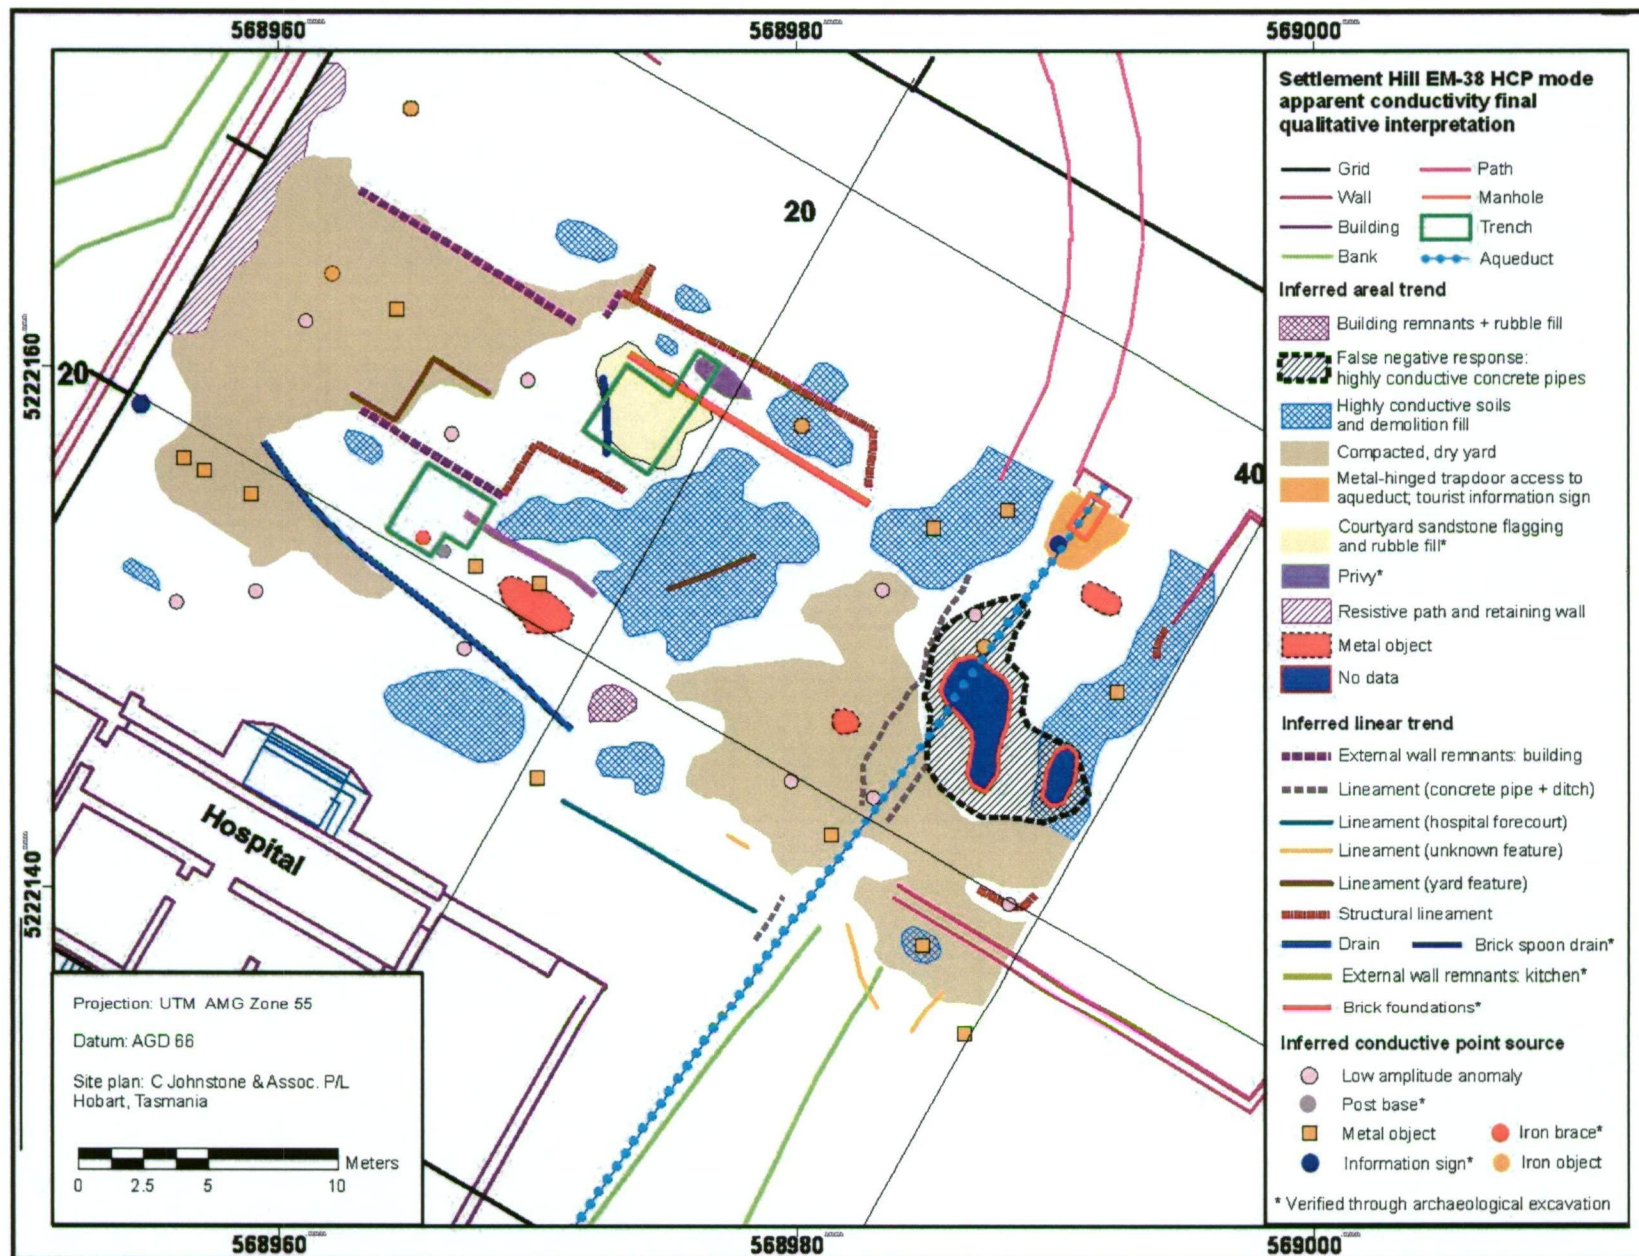 568960
568980
569000
Settlement Hill EM-38 HCP mode
apparent conductivity final
qualitative interpretation
Grid
Path
Wall
Manhole
Building
Trench
Bank
Aqueduct
Inferred areal trend
Building remnants + rubble fill
False negative response:
highly conductive concrete pipes
Highly conductive soils
and demolition fill
Compacted, dry yard
Metal-hinged trapdoor access to
aqueduct; tourist information sign
Courtyard sandstone flagging
and rubble fill*
Privy*
Resistive path and retaining wall
Metal object
No data
Inferred linear trend
External wall remnants: building
Lineament (concrete pipe + ditch)
Lineament (hospital forecourt)
Lineament (unknown feature)
Lineament (yard feature)
Structural lineament
Drain
Brick spoon drain*
External wall remnants: kitchen*
Brick foundations*
Inferred conductive point source
Low amplitude anomaly
Post base*
Metal object
Iron brace*
Information sign*
Iron object
* Verified through archaeological excavation
20
20
40
5222160
5222140
Hospital
Projection: UTM AMG Zone 55
Datum: AGD 66
Site plan: C Johnstone & Assoc. P/L
Hobart, Tasmania
Meters
0 2.5 5 10
568960
568980
569000